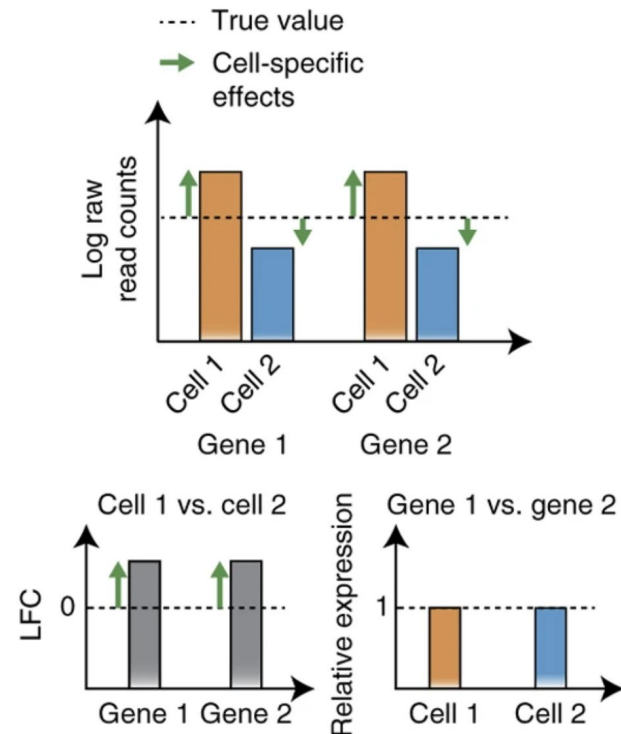 True value
Cell-specific
effects
Log raw
read counts
Cell 1
Cell 2
Cell 1
Cell 2
Gene 1
Gene 2
Cell 1 vs. cell 2
LFC
0
Gene 1
Gene 2
Gene 1 vs. gene 2
Relative expression
1
Cell 1
Cell 2